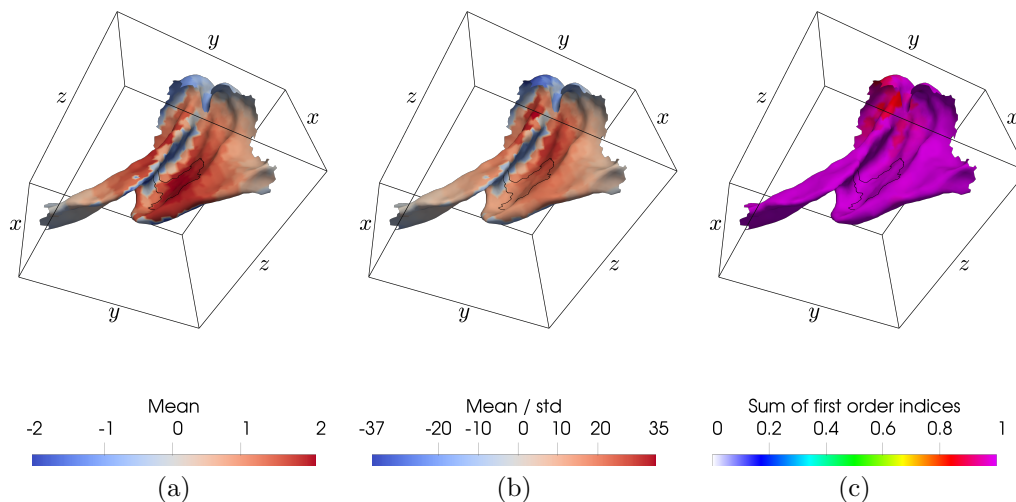 y
y
y
z
z
z
x
x
x
x
x
x
z
z
z
y
y
y
Mean
Mean / std
Sum of first order indices
-2 -1 0 1 2
-37 -20 -10 0 10 20 35
0 0.2 0.4 0.6 0.8 1
(a)
(b)
(c)